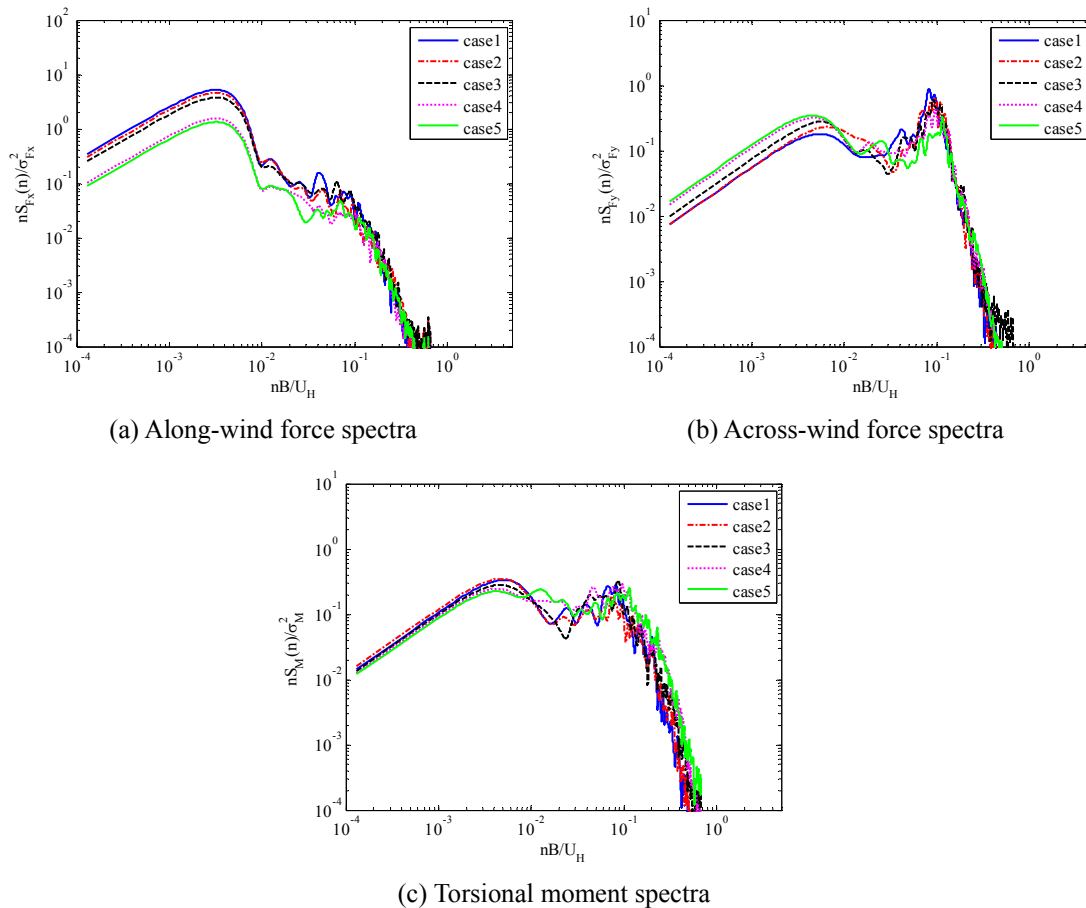 10^2
10^1
10^0
10^-1
10^-2
10^-3
10^-4
nS_Fx(n)/σ^2_Fx
case1
case2
case3
case4
case5
10^-4 10^-3 10^-2 10^-1 10^0
nB/U_H
(a) Along-wind force spectra
10^1
10^0
10^-1
10^-2
10^-3
10^-4
nS_Fy(n)/σ^2_Fy
case1
case2
case3
case4
case5
10^-4 10^-3 10^-2 10^-1 10^0
nB/U_H
(b) Across-wind force spectra
10^1
10^0
10^-1
10^-2
10^-3
10^-4
nS_M(n)/σ^2_M
case1
case2
case3
case4
case5
10^-4 10^-3 10^-2 10^-1 10^0
nB/U_H
(c) Torsional moment spectra